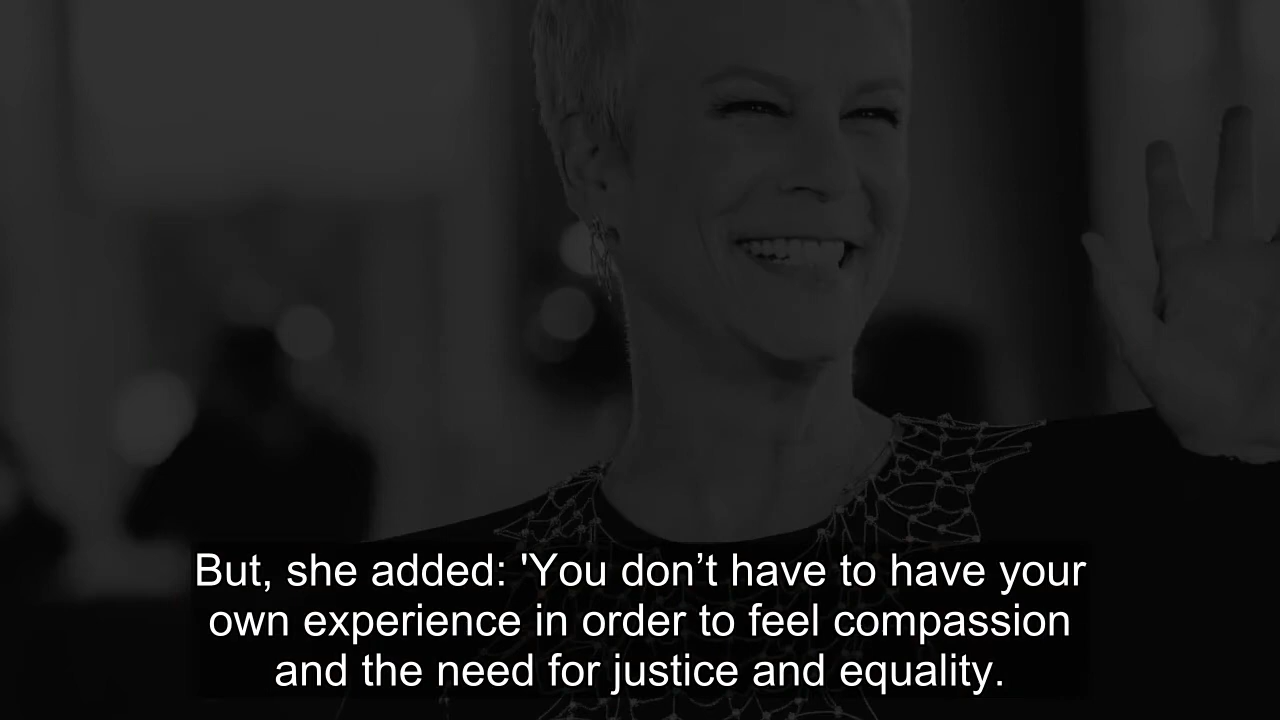 But, she added: 'You don’t have to have your
own experience in order to feel compassion
and the need for justice and equality.